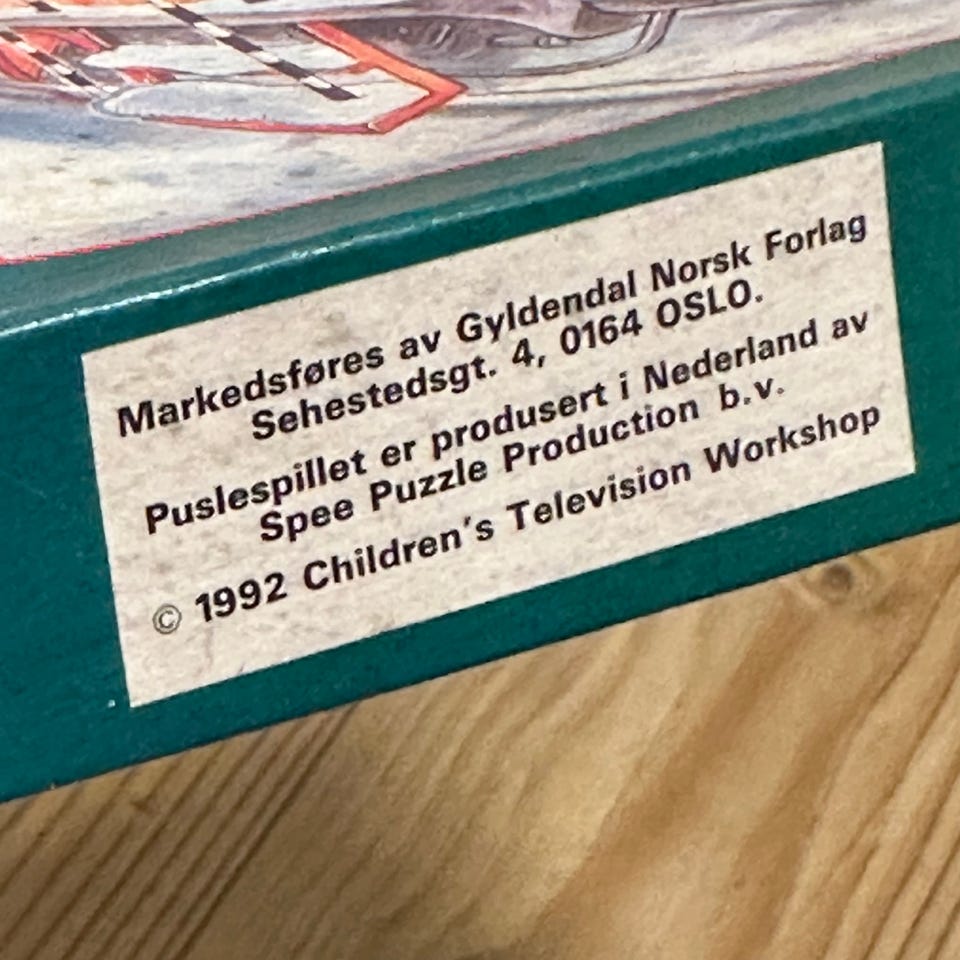 Markedsføres av Gyldendal Norsk Forlag
Sehestedsgt. 4, 0164 OSLO.
Puslespillet er produsert i Nederland av
Spee Puzzle Production b.v.
© 1992 Children's Television Workshop